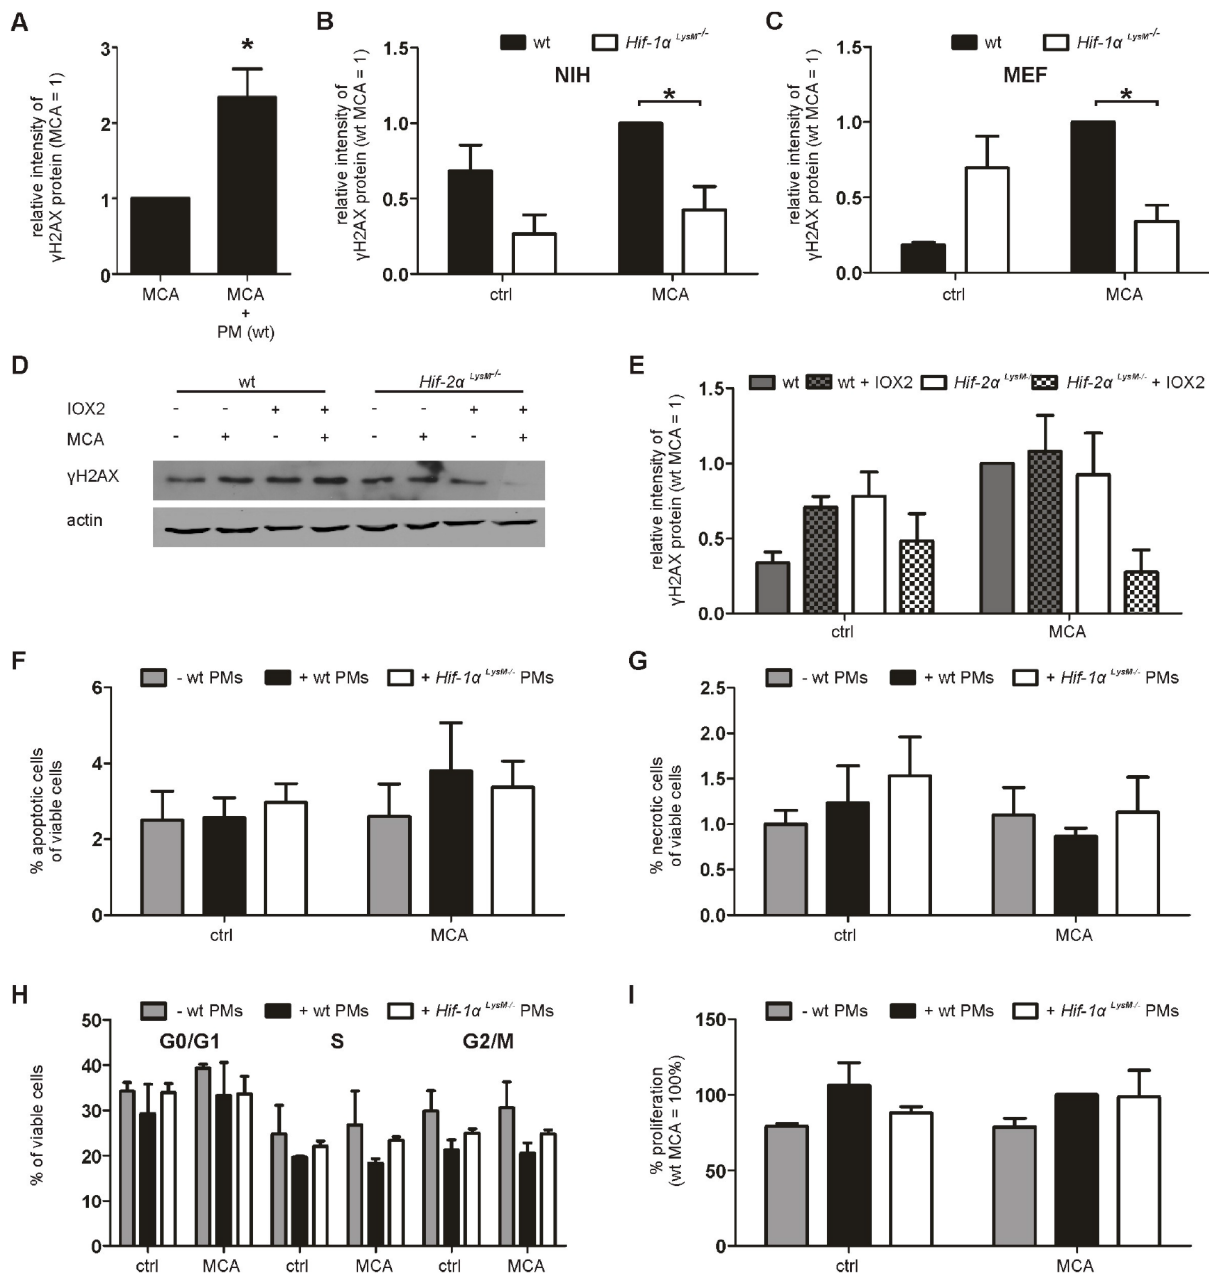 A
relative intensity of
γH2AX protein (MCA = 1)
3
2
1
0
*
MCA
MCA
+
PM (wt)
B
wt
Hif-1α LysM-/-
NIH
relative intensity of
γH2AX protein (wt MCA = 1)
1.5
1.0
0.5
0.0
*
ctrl
MCA
C
wt
Hif-1α LysM-/-
MEF
relative intensity of
γH2AX protein (wt MCA = 1)
1.5
1.0
0.5
0.0
*
ctrl
MCA
D
wt
Hif-2α LysM-/-
IOX2 - - + + - - + +
MCA - + - + - + - +
γH2AX
actin
E
wt
wt + IOX2
Hif-2α LysM-/-
Hif-2α LysM-/- + IOX2
relative intensity of
γH2AX protein (wt MCA = 1)
1.5
1.0
0.5
0.0
ctrl
MCA
F
- wt PMs
+ wt PMs
+ Hif-1α LysM-/- PMs
% apoptotic cells
of viable cells
6
4
2
0
ctrl
MCA
G
- wt PMs
+ wt PMs
+ Hif-1α LysM-/- PMs
% necrotic cells
of viable cells
2.5
2.0
1.5
1.0
0.5
0.0
ctrl
MCA
H
- wt PMs
+ wt PMs
+ Hif-1α LysM-/- PMs
G0/G1
S
G2/M
% of viable cells
50
40
30
20
10
0
ctrl
MCA
ctrl
MCA
ctrl
MCA
I
- wt PMs
+ wt PMs
+ Hif-1α LysM-/- PMs
% proliferation
(wt MCA = 100%)
150
100
50
0
ctrl
MCA